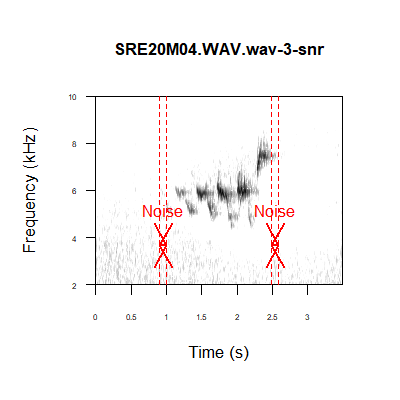 SRE20M04.WAV.wav-3-snr
Frequency (kHz)
10
8
6
4
2
Noise Noise
0 0.5 1 1.5 2 2.5 3
Time (s)